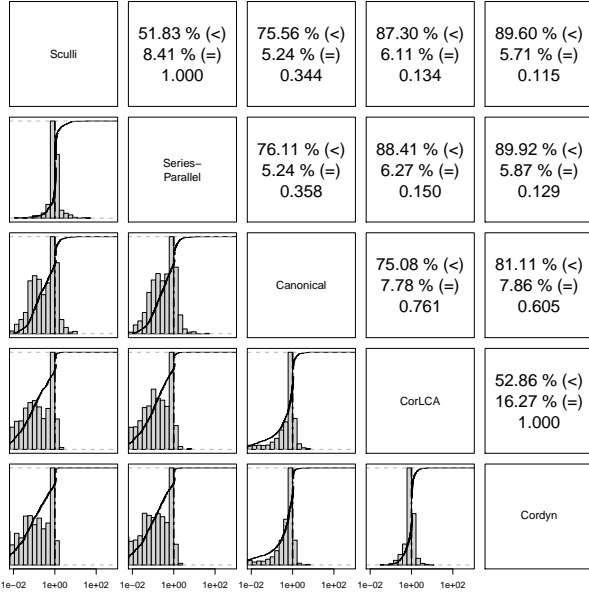 Sculli
51.83 % (<)
8.41 % (=)
1.000
75.56 % (<)
5.24 % (=)
0.344
87.30 % (<)
6.11 % (=)
0.134
89.60 % (<)
5.71 % (=)
0.115
Series−
Parallel
76.11 % (<)
5.24 % (=)
0.358
88.41 % (<)
6.27 % (=)
0.150
89.92 % (<)
5.87 % (=)
0.129
Canonical
75.08 % (<)
7.78 % (=)
0.761
81.11 % (<)
7.86 % (=)
0.605
CorLCA
52.86 % (<)
16.27 % (=)
1.000
Cordyn
1e−02 1e+00 1e+02 1e−02 1e+00 1e+02 1e−02 1e+00 1e+02 1e−02 1e+00 1e+02